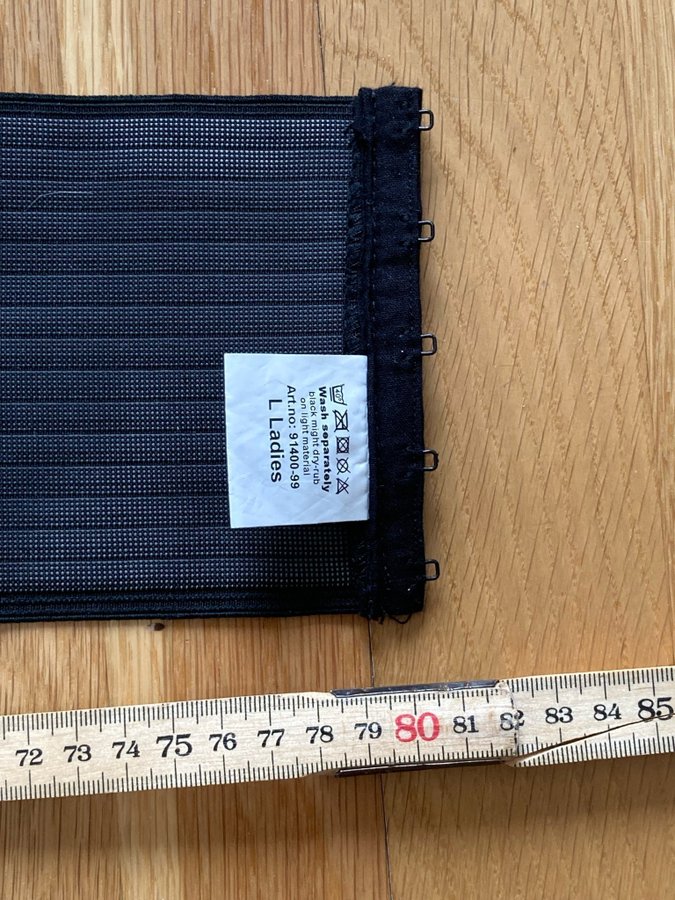 40°
Wash separately
black might dry-rub
on light material
Art.no: 91400-99
L Ladies
72 73 74 75 76 77 78 79 80 81 82 83 84 85